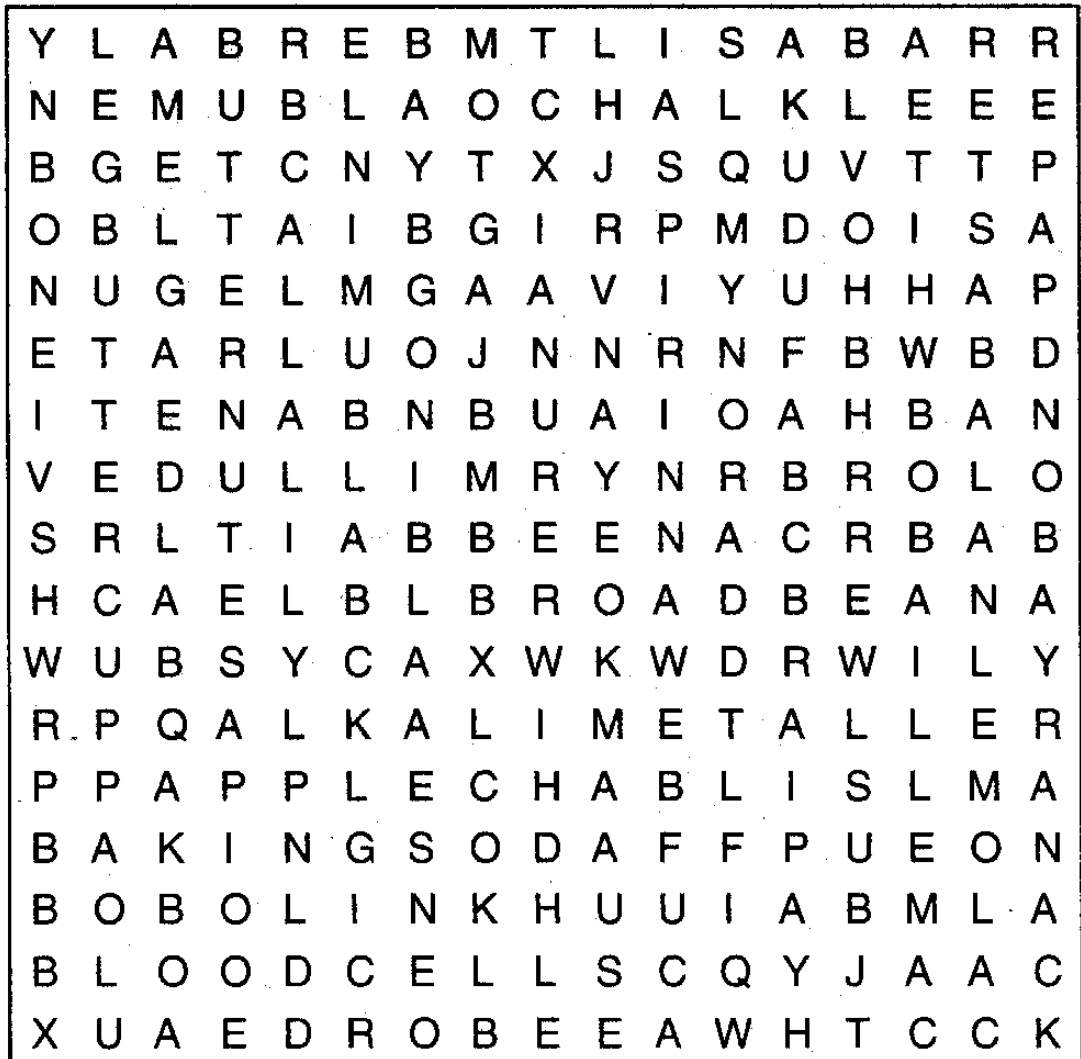 Y L A B R E B M T L I S A B A R R
N E M U B L A O C H A L K L E E E
B G E T C N Y T X J S Q U V T T P
O B L T A I B G I R P M D O I S A
N U G E L M G A A V I Y U H H A P
E T A R L U O J N N R N F B W B D
I T E N A B N B U A I O A H B A N
V E D U L L I M R Y N R B R O L O
S R L T I A B B E E N A C R B A B
H C A E L B L B R O A D B E A N A
W U B S Y C A X W K W D R W I L Y
R P Q A L K A L I M E T A L L E R
P P A P P L E C H A B L I S L M A
B A K I N G S O D A F F P U E O N
B O B O L I N K H U U I A B M L A
B L O O D C E L L S C Q Y J A A C
X U A E D R O B E E A W H T C C K